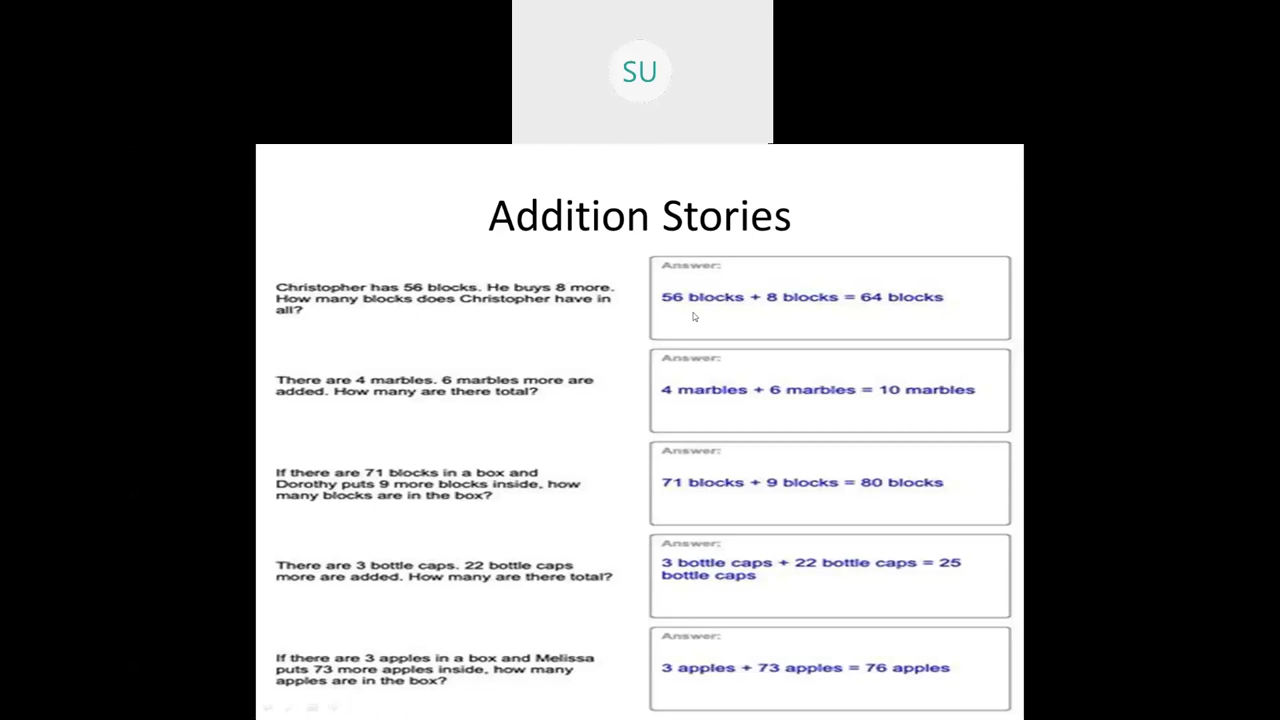 SU
Addition Stories
Christopher has 56 blocks. He buys 8 more.
How many blocks does Christopher have in
all?
Answer:
56 blocks + 8 blocks = 64 blocks
There are 4 marbles. 6 marbles more are
added. How many are there total?
Answer:
4 marbles + 6 marbles = 10 marbles
If there are 71 blocks in a box and
Dorothy puts 9 more blocks inside, how
many blocks are in the box?
Answer:
71 blocks + 9 blocks = 80 blocks
There are 3 bottle caps. 22 bottle caps
more are added. How many are there total?
Answer:
3 bottle caps + 22 bottle caps = 25
bottle caps
If there are 3 apples in a box and Melissa
puts 73 more apples inside, how many
apples are in the box?
Answer:
3 apples + 73 apples = 76 apples